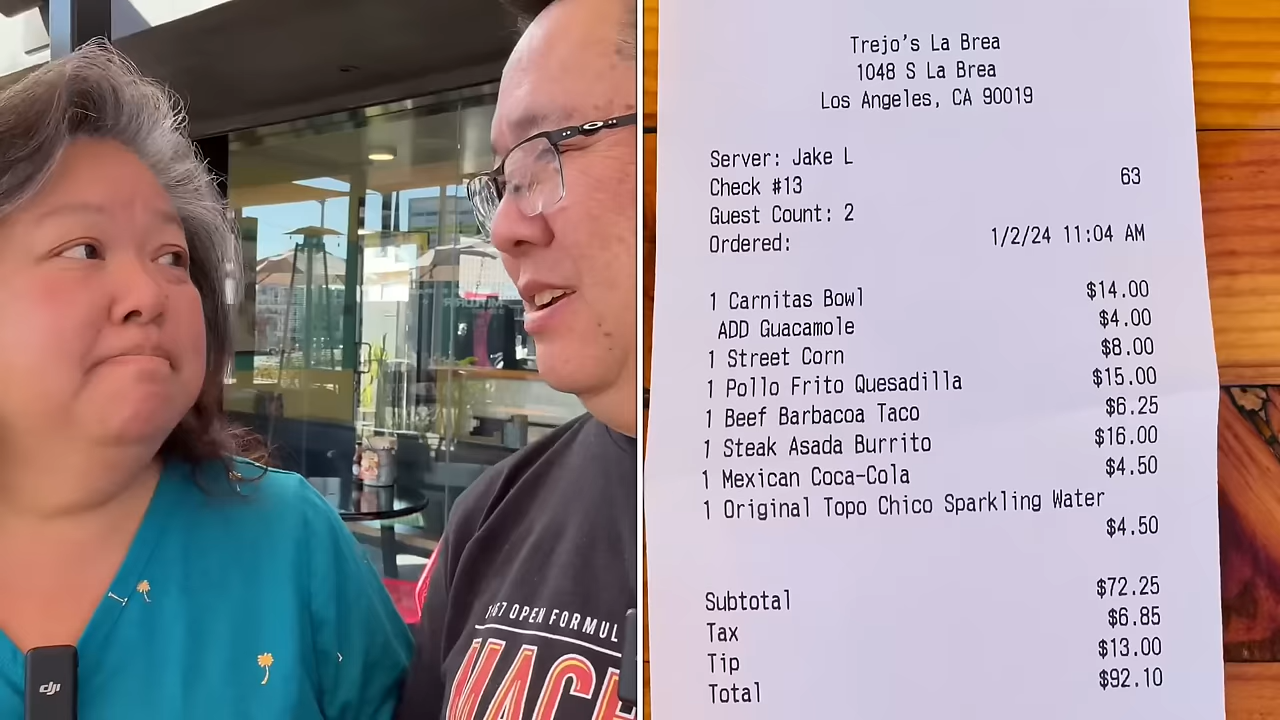 dji
1967 OPEN FORMUL
MACH
Trejo's La Brea
1048 S La Brea
Los Angeles, CA 90019
Server: Jake L
Check #13 63
Guest Count: 2
Ordered: 1/2/24 11:04 AM
1 Carnitas Bowl $14.00
ADD Guacamole $4.00
1 Street Corn $8.00
1 Pollo Frito Quesadilla $15.00
1 Beef Barbacoa Taco $6.25
1 Steak Asada Burrito $16.00
1 Mexican Coca-Cola $4.50
1 Original Topo Chico Sparkling Water
$4.50
Subtotal $72.25
Tax $6.85
Tip $13.00
Total $92.10